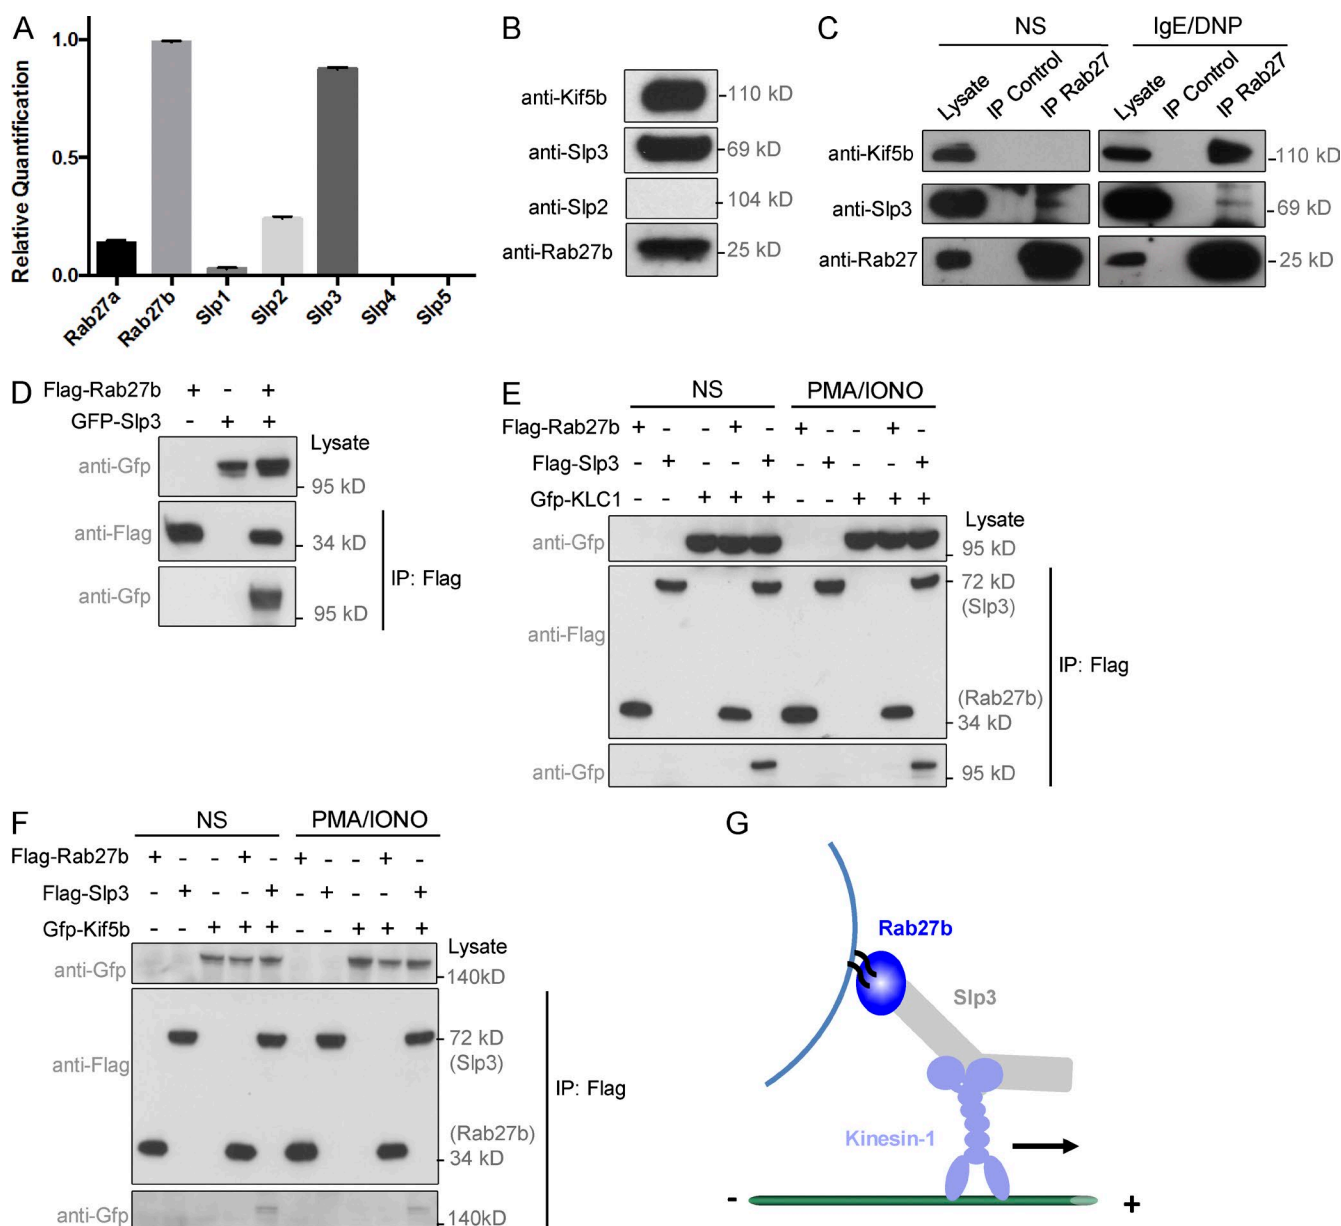 A
Relative Quantification
1.0
0.5
0.0
Rab27a
Rab27b
Slp1
Slp2
Slp3
Slp4
Slp5
B
anti-Kif5b
110 kD
anti-Slp3
69 kD
anti-Slp2
104 kD
anti-Rab27b
25 kD
C
NS
IgE/DNP
Lysate
IP Control
IP Rab27
Lysate
IP Control
IP Rab27
anti-Kif5b
110 kD
anti-Slp3
69 kD
anti-Rab27
25 kD
D
Flag-Rab27b + - +
GFP-Slp3 - + +
Lysate
anti-Gfp
95 kD
anti-Flag
34 kD
anti-Gfp
95 kD
IP: Flag
E
NS
PMA/IONO
Flag-Rab27b + - - + - + - - + -
Flag-Slp3 - + - - + - + - - +
Gfp-KLC1 - - + + + - - + + +
Lysate
anti-Gfp
95 kD
72 kD
(Slp3)
anti-Flag
(Rab27b)
34 kD
anti-Gfp
95 kD
IP: Flag
F
NS
PMA/IONO
Flag-Rab27b + - - + - + - - + -
Flag-Slp3 - + - - + - + - - +
Gfp-Kif5b - - + + + - - + + +
Lysate
anti-Gfp
140kD
72 kD
(Slp3)
anti-Flag
(Rab27b)
34 kD
anti-Gfp
140kD
IP: Flag
G
Rab27b
Slp3
Kinesin-1
- +